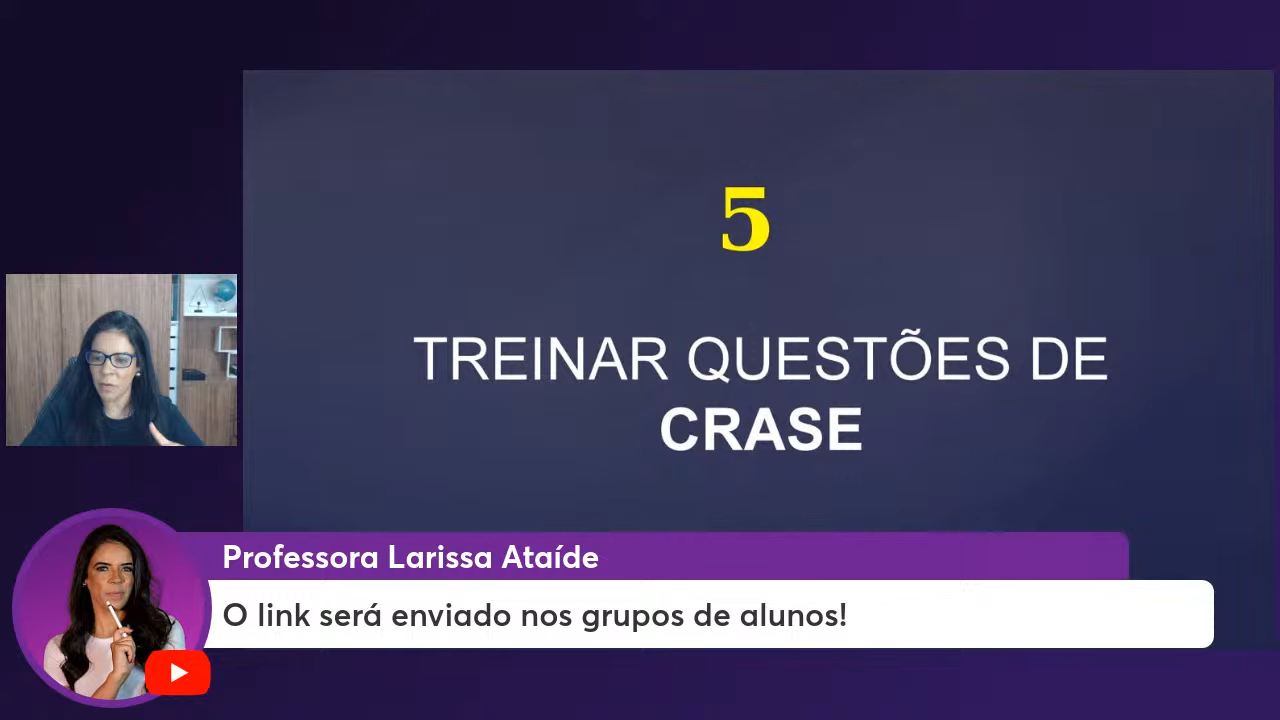 5
TREINAR QUESTÕES DE
CRASE
Professora Larissa Ataíde
O link será enviado nos grupos de alunos!